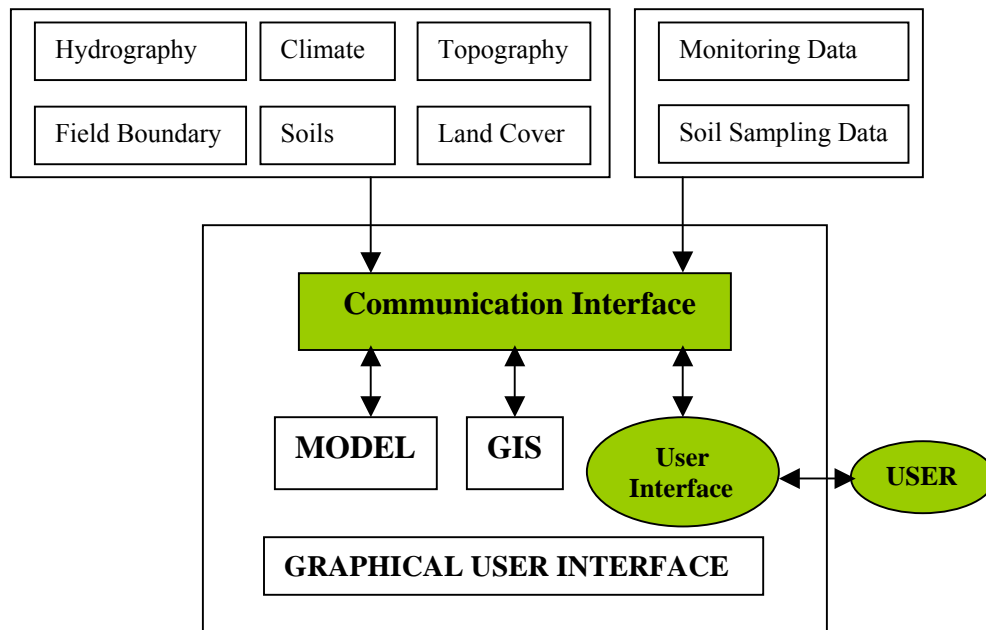 Hydrography
Climate
Topography
Monitoring Data
Field Boundary
Soils
Land Cover
Soil Sampling Data
Communication Interface
MODEL
GIS
User
Interface
USER
GRAPHICAL USER INTERFACE